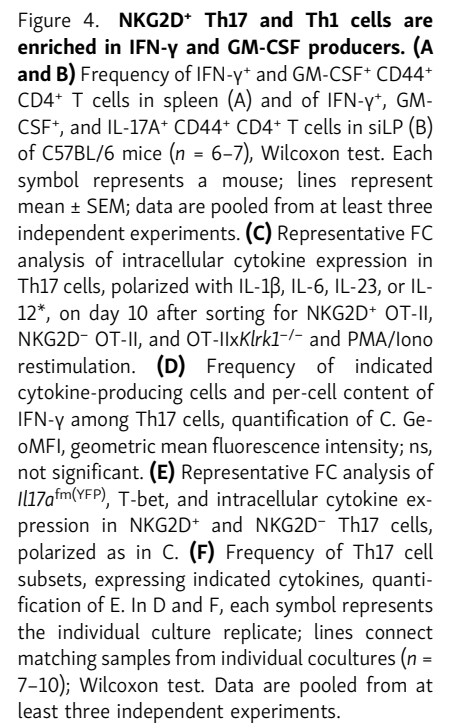 Figure 4. NKG2D⁺ Th17 and Th1 cells are
enriched in IFN-γ and GM-CSF producers. (A
and B) Frequency of IFN-γ⁺ and GM-CSF⁺ CD44⁺
CD4⁺ T cells in spleen (A) and of IFN-γ⁺, GM-
CSF⁺, and IL-17A⁺ CD44⁺ CD4⁺ T cells in siLP (B)
of C57BL/6 mice (n = 6–7), Wilcoxon test. Each
symbol represents a mouse; lines represent
mean ± SEM; data are pooled from at least three
independent experiments. (C) Representative FC
analysis of intracellular cytokine expression in
Th17 cells, polarized with IL-1β, IL-6, IL-23, or IL-
12*, on day 10 after sorting for NKG2D⁺ OT-II,
NKG2D⁻ OT-II, and OT-IIxKlrk1⁻/⁻ and PMA/Iono
restimulation. (D) Frequency of indicated
cytokine-producing cells and per-cell content of
IFN-γ among Th17 cells, quantification of C. Ge-
oMFI, geometric mean fluorescence intensity; ns,
not significant. (E) Representative FC analysis of
Il17a^fm(YFP), T-bet, and intracellular cytokine ex-
pression in NKG2D⁺ and NKG2D⁻ Th17 cells,
polarized as in C. (F) Frequency of Th17 cell
subsets, expressing indicated cytokines, quanti-
fication of E. In D and F, each symbol represents
the individual culture replicate; lines connect
matching samples from individual cocultures (n =
7–10); Wilcoxon test. Data are pooled from at
least three independent experiments.